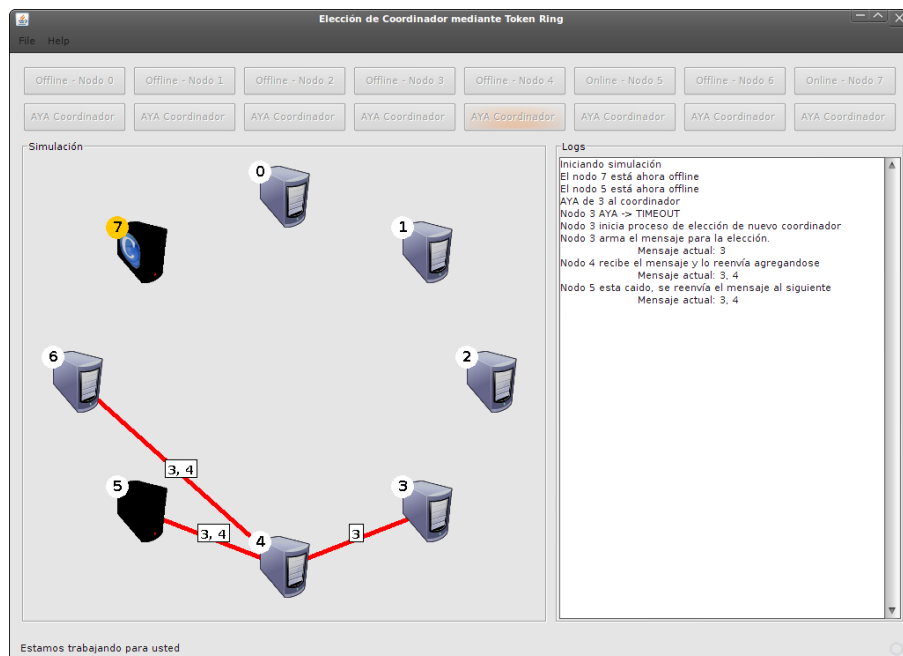 Elección de Coordinador mediante Token Ring
File Help
Offline - Nodo 0 Offline - Nodo 1 Offline - Nodo 2 Offline - Nodo 3 Offline - Nodo 4 Online - Nodo 5 Offline - Nodo 6 Online - Nodo 7
AYA Coordinador AYA Coordinador AYA Coordinador AYA Coordinador AYA Coordinador AYA Coordinador AYA Coordinador AYA Coordinador
Simulación
0
7
1
6
2
3, 4
5
3
3, 4
4
3
Logs
Iniciando simulación
El nodo 7 está ahora offline
El nodo 5 está ahora offline
AYA de 3 al coordinador
Nodo 3 AYA -> TIMEOUT
Nodo 3 inicia proceso de elección de nuevo coordinador
Nodo 3 arma el mensaje para la elección.
Mensaje actual: 3
Nodo 4 recibe el mensaje y lo reenvía agregandose
Mensaje actual: 3, 4
Nodo 5 esta caido, se reenvía el mensaje al siguiente
Mensaje actual: 3, 4
Estamos trabajando para usted